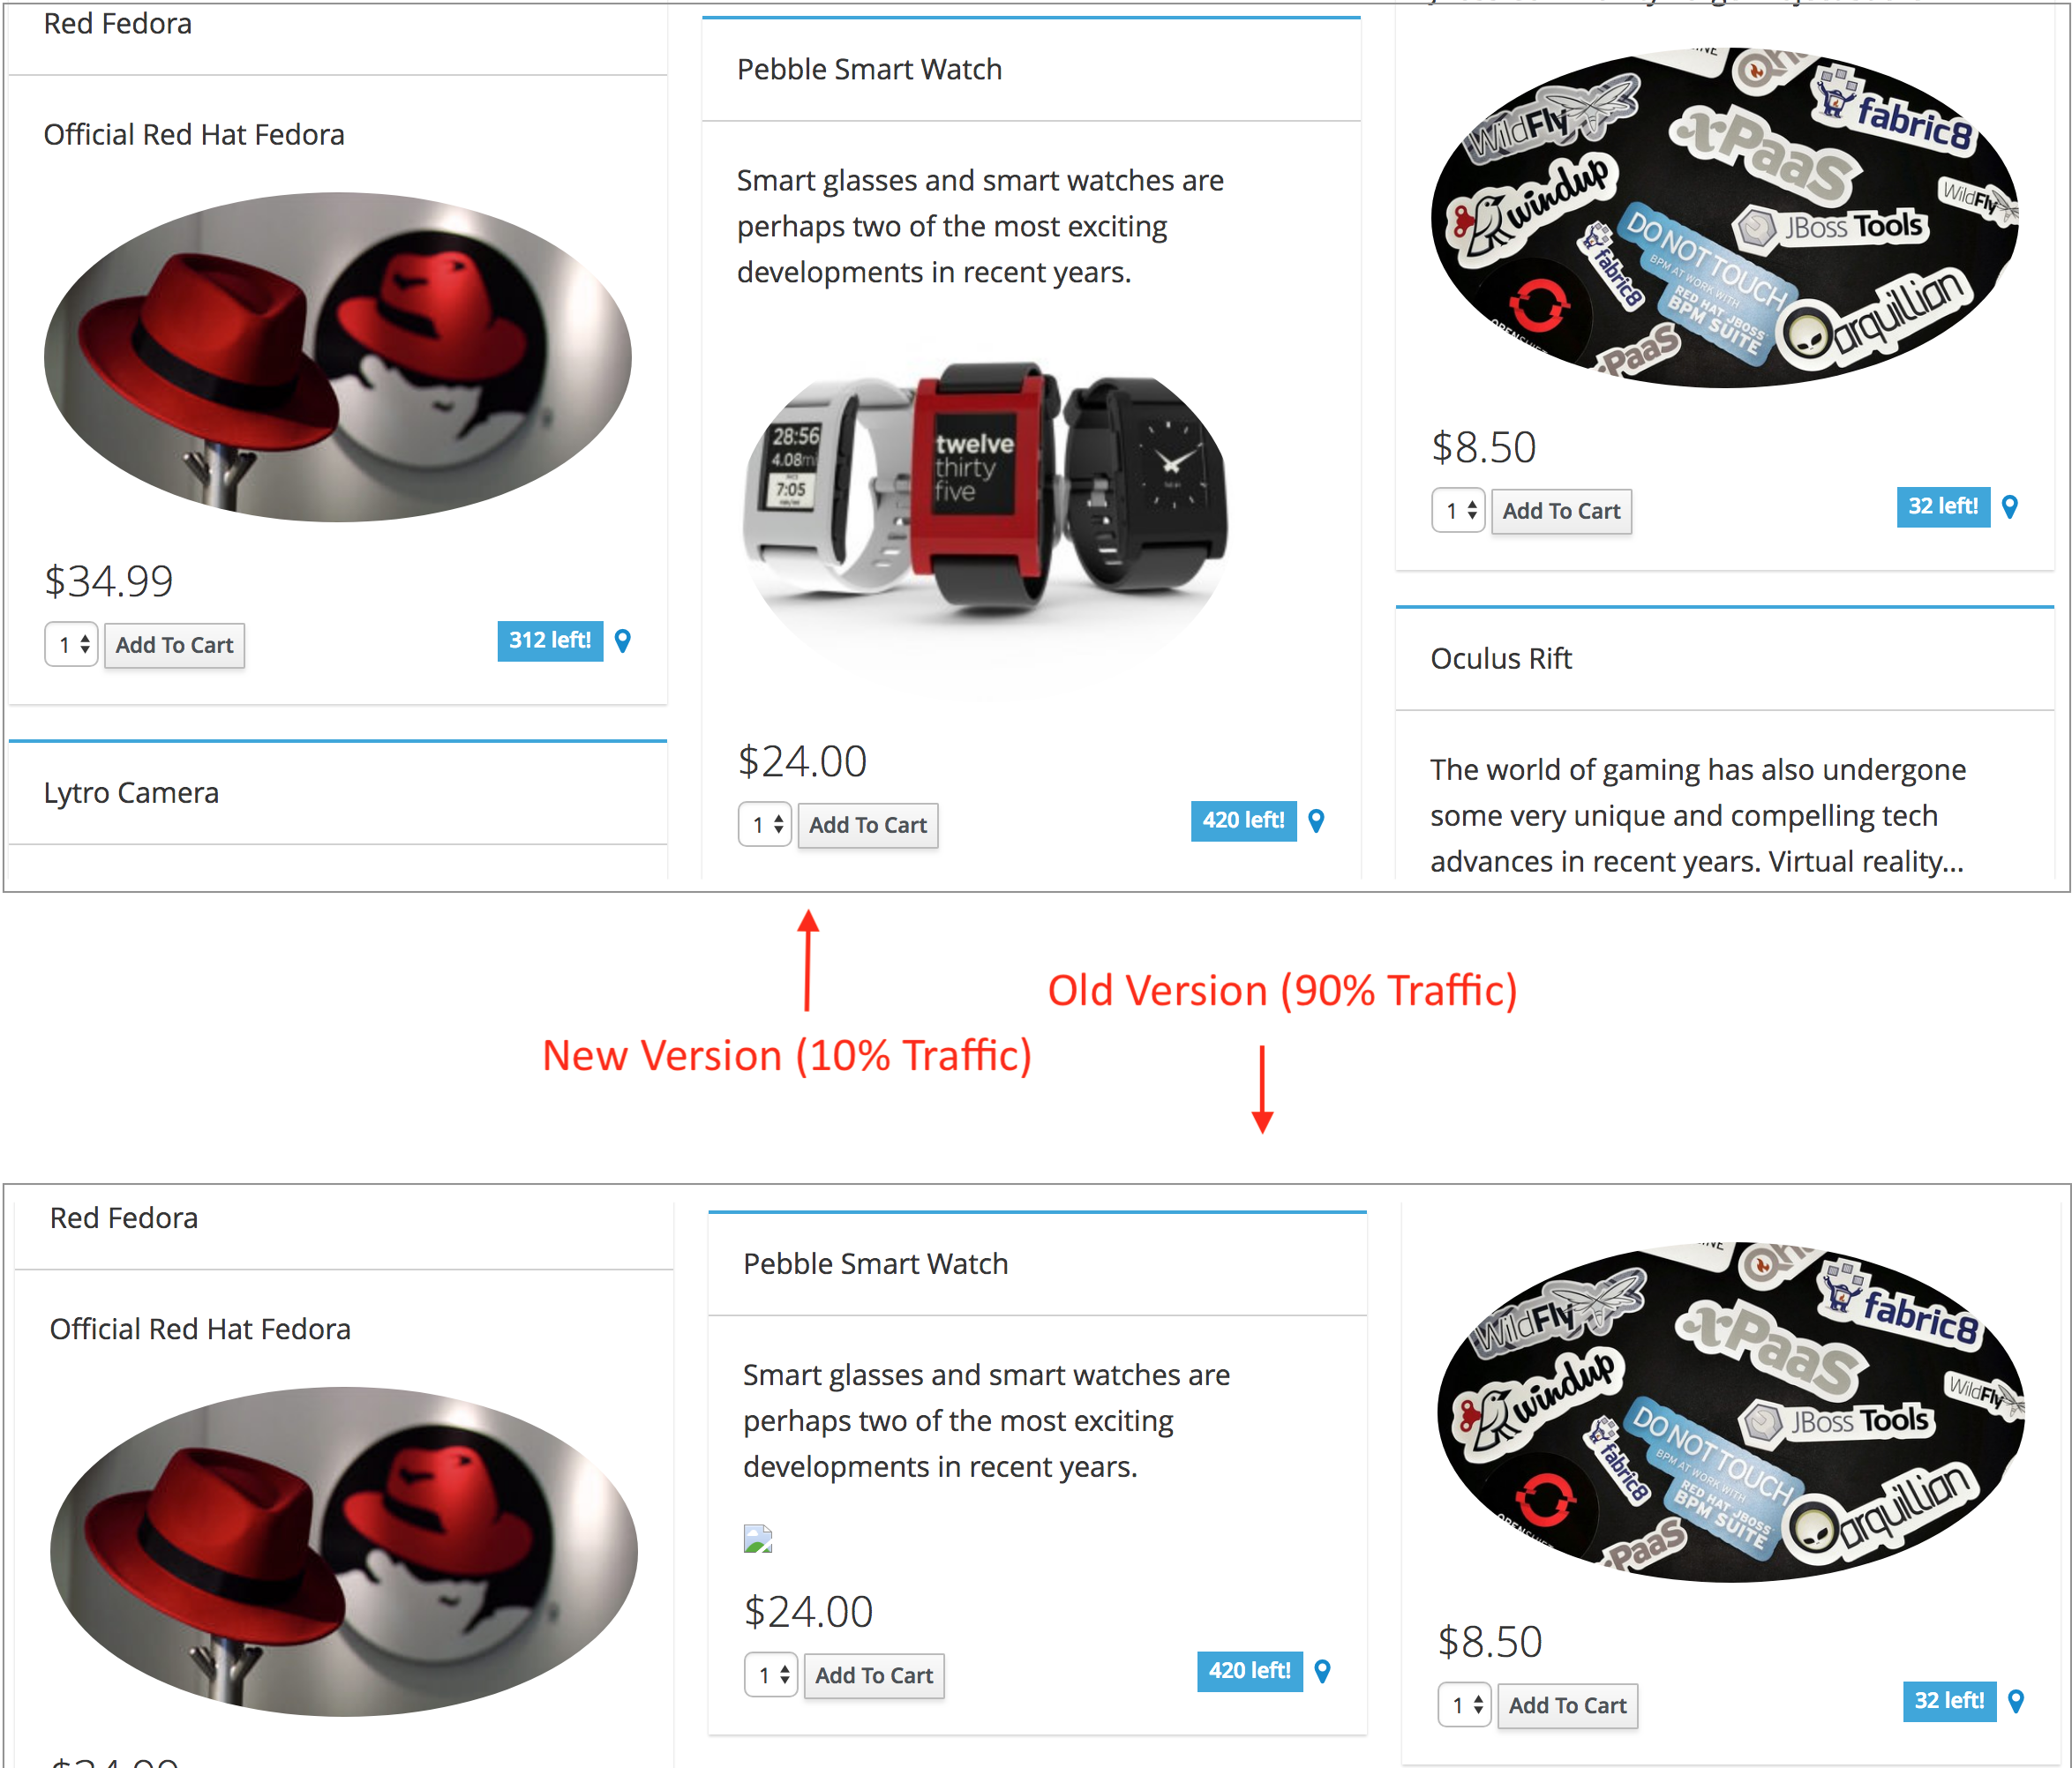 Red Fedora
Official Red Hat Fedora
$34.99
1
Add To Cart
312 left!
Lytro Camera
Pebble Smart Watch
Smart glasses and smart watches are
perhaps two of the most exciting
developments in recent years.
28:56
4.08mi
7:05
twelve
thirty
five
$24.00
1
Add To Cart
420 left!
WildFly
fabric8
xPaaS
windup
WildFly
JBoss Tools
fabric8
DO NOT TOUCH
BPM AT WORK WITH
RED HAT JBOSS
BPM SUITE
arquillian
OPENSHIFT
PaaS
$8.50
1
Add To Cart
32 left!
Oculus Rift
The world of gaming has also undergone
some very unique and compelling tech
advances in recent years. Virtual reality...
Old Version (90% Traffic)
New Version (10% Traffic)
Red Fedora
Official Red Hat Fedora
Pebble Smart Watch
Smart glasses and smart watches are
perhaps two of the most exciting
developments in recent years.
$24.00
1
Add To Cart
420 left!
WildFly
fabric8
xPaaS
windup
WildFly
JBoss Tools
fabric8
DO NOT TOUCH
BPM AT WORK WITH
RED HAT JBOSS
BPM SUITE
arquillian
OPENSHIFT
PaaS
$8.50
1
Add To Cart
32 left!